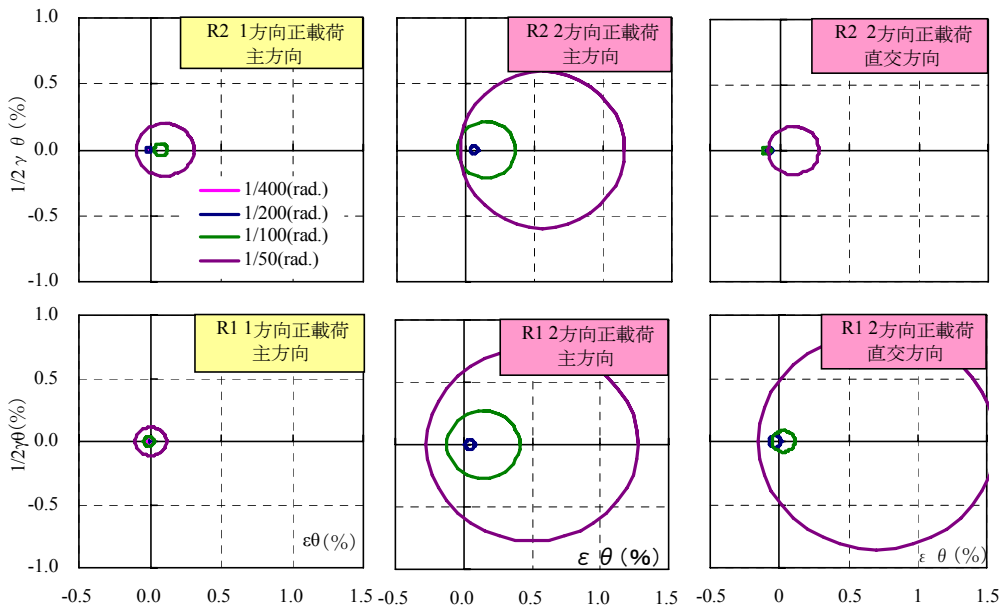 1.0
0.5
0.0
-0.5
-1.0
1/2γ θ (%)
R2 1方向正載荷
主方向
1/400(rad.)
1/200(rad.)
1/100(rad.)
1/50(rad.)
R2 2方向正載荷
主方向
R2 2方向正載荷
直交方向
1.0
0.5
0.0
-0.5
-1.0
1/2γθ(%)
R1 1方向正載荷
主方向
εθ(%)
R1 2方向正載荷
主方向
ε θ (%)
R1 2方向正載荷
直交方向
ε θ (%)
-0.5 0.0 0.5 1.0 1.5
-0.5 0.0 0.5 1.0 1.5
-0.5 0.0 0.5 1.0 1.5